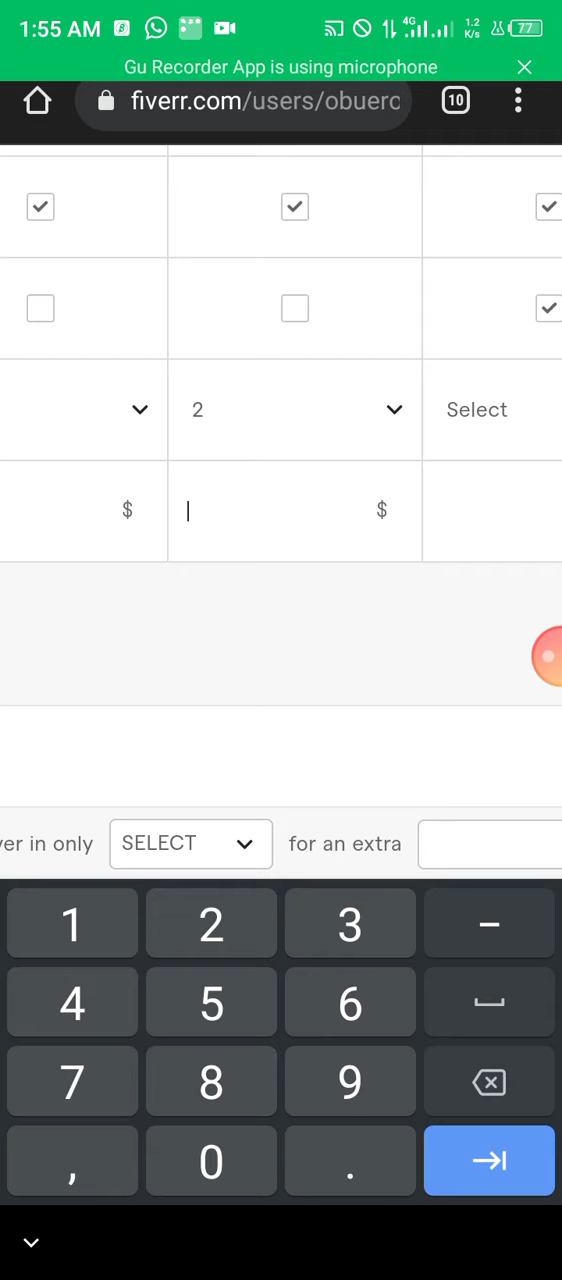 1:55 AM 4G 1.2 K/s 77
Gu Recorder App is using microphone
fiverr.com/users/obuero
10
2
Select
$
$
er in only
SELECT
for an extra
1 2 3 -
4 5 6
7 8 9
, 0 .